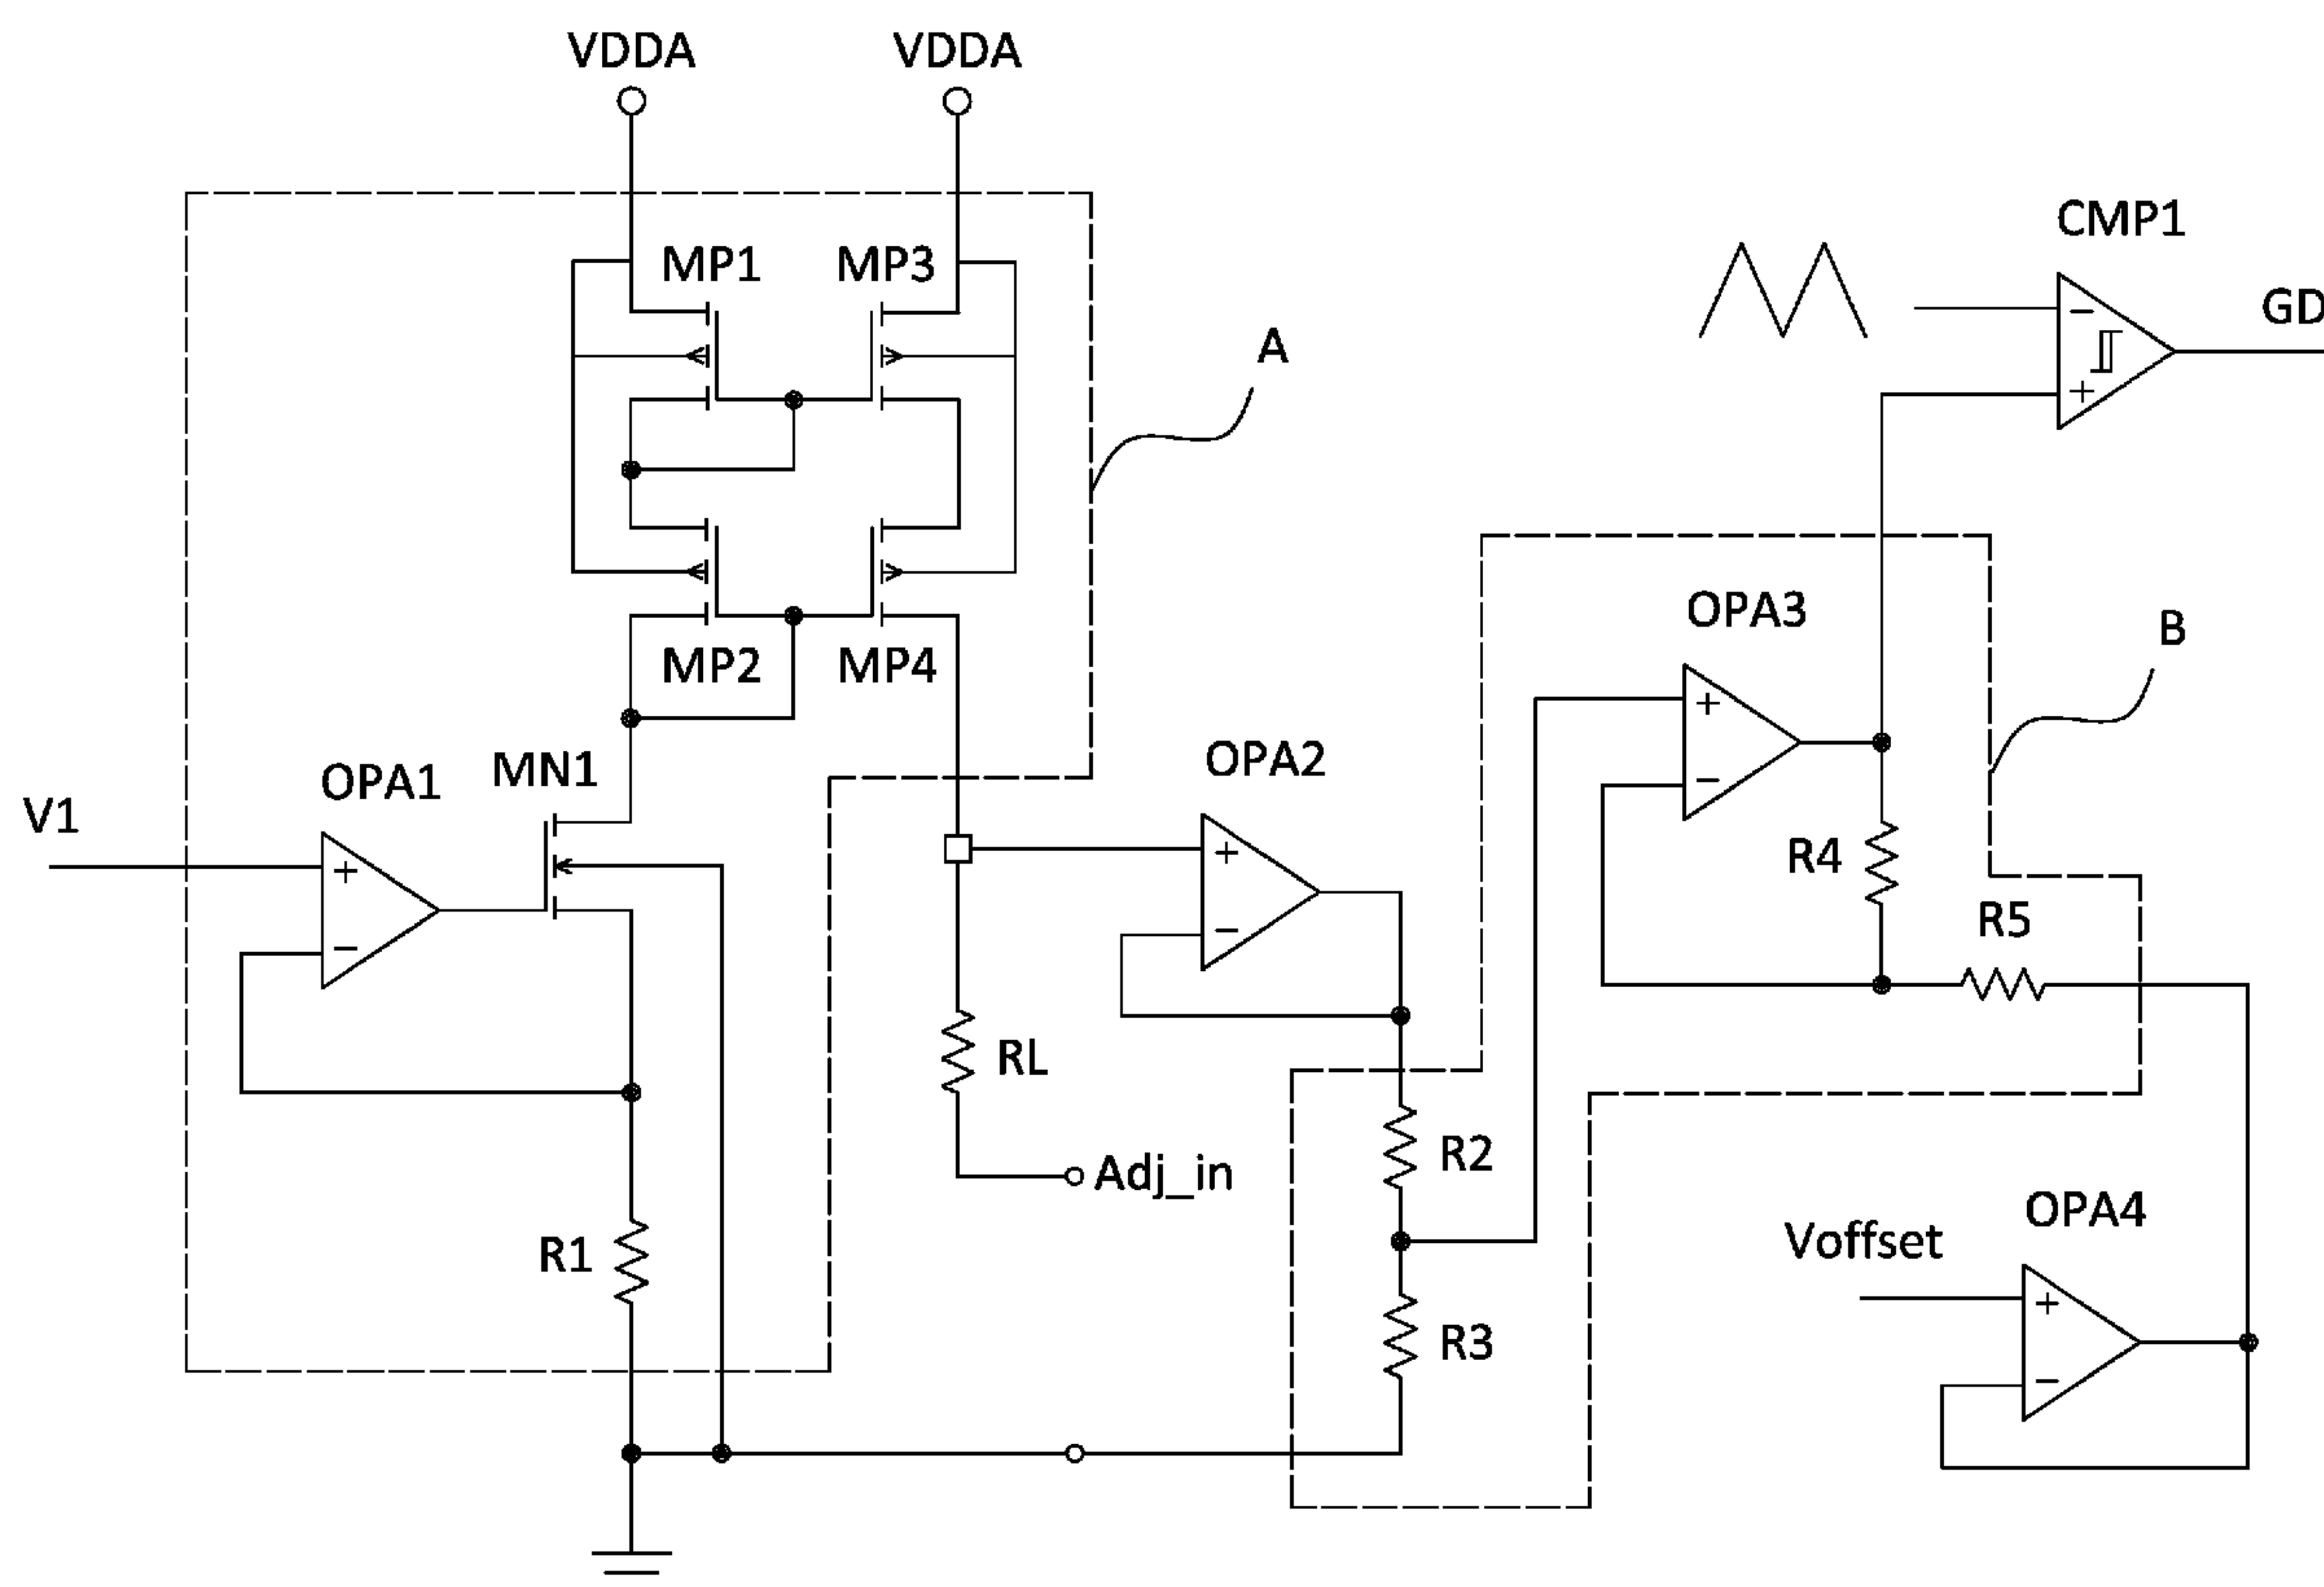 VDDA VDDA
CMP1
MP1 MP3
GD
A
OPA3
B
MP2 MP4
OPA2
MN1
OPA1
V1
R4
R5
RL
R2
Adj_in
OPA4
Voffset
R1
R3